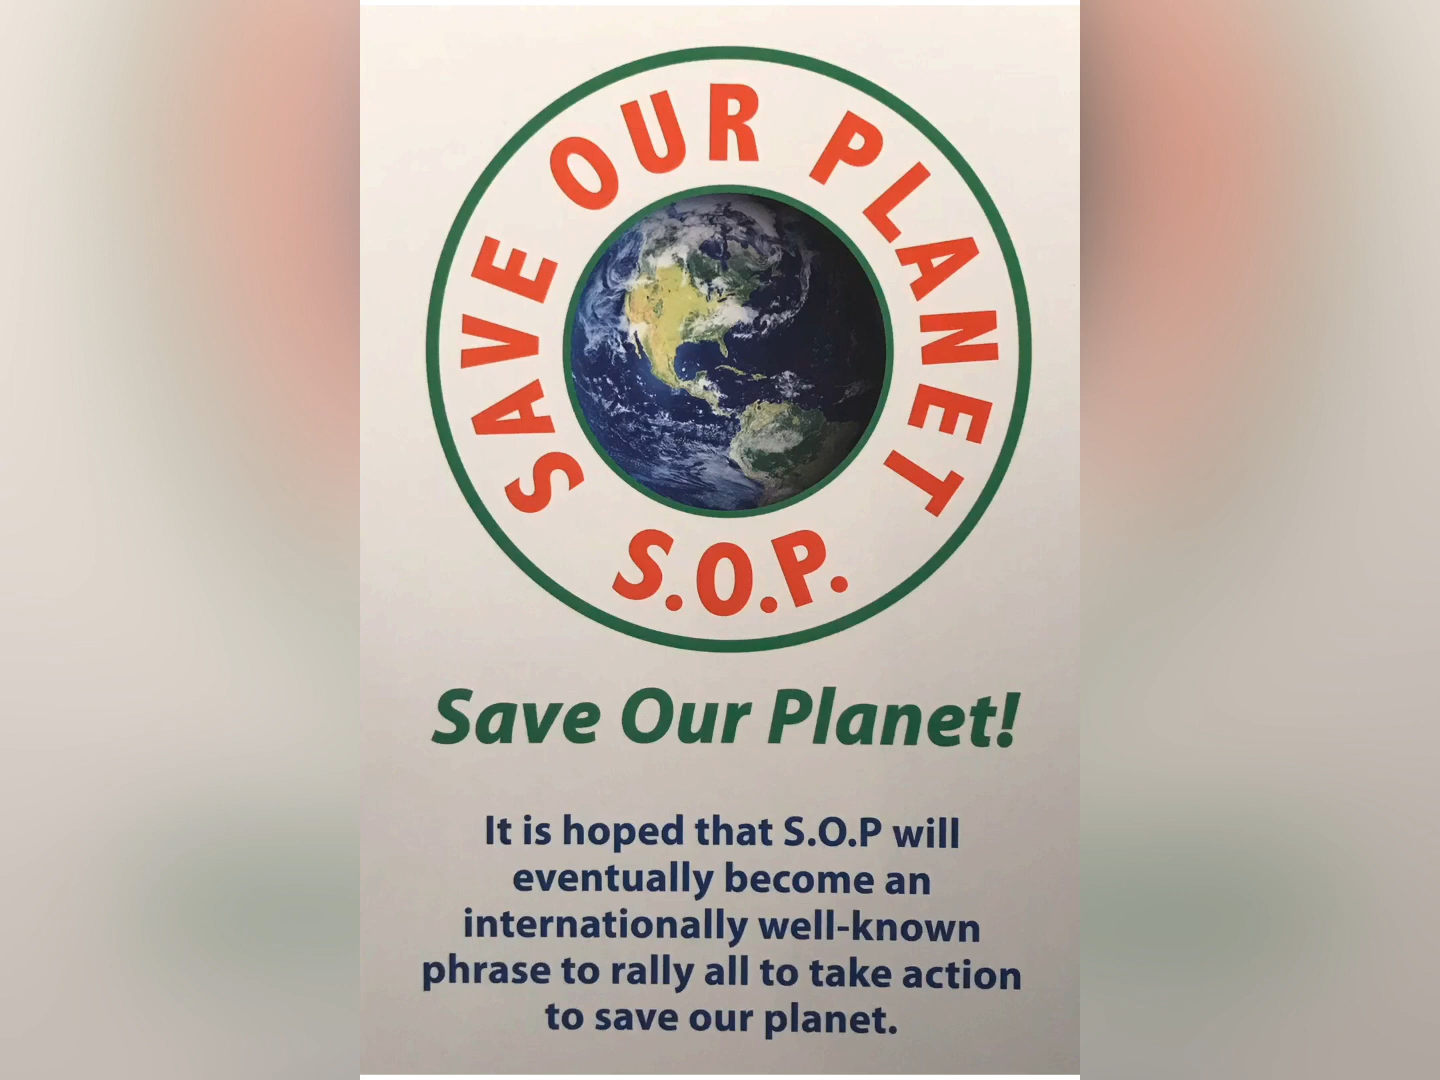 SAVE OUR PLANET
S.O.P.
Save Our Planet!
It is hoped that S.O.P will
eventually become an
internationally well-known
phrase to rally all to take action
to save our planet.